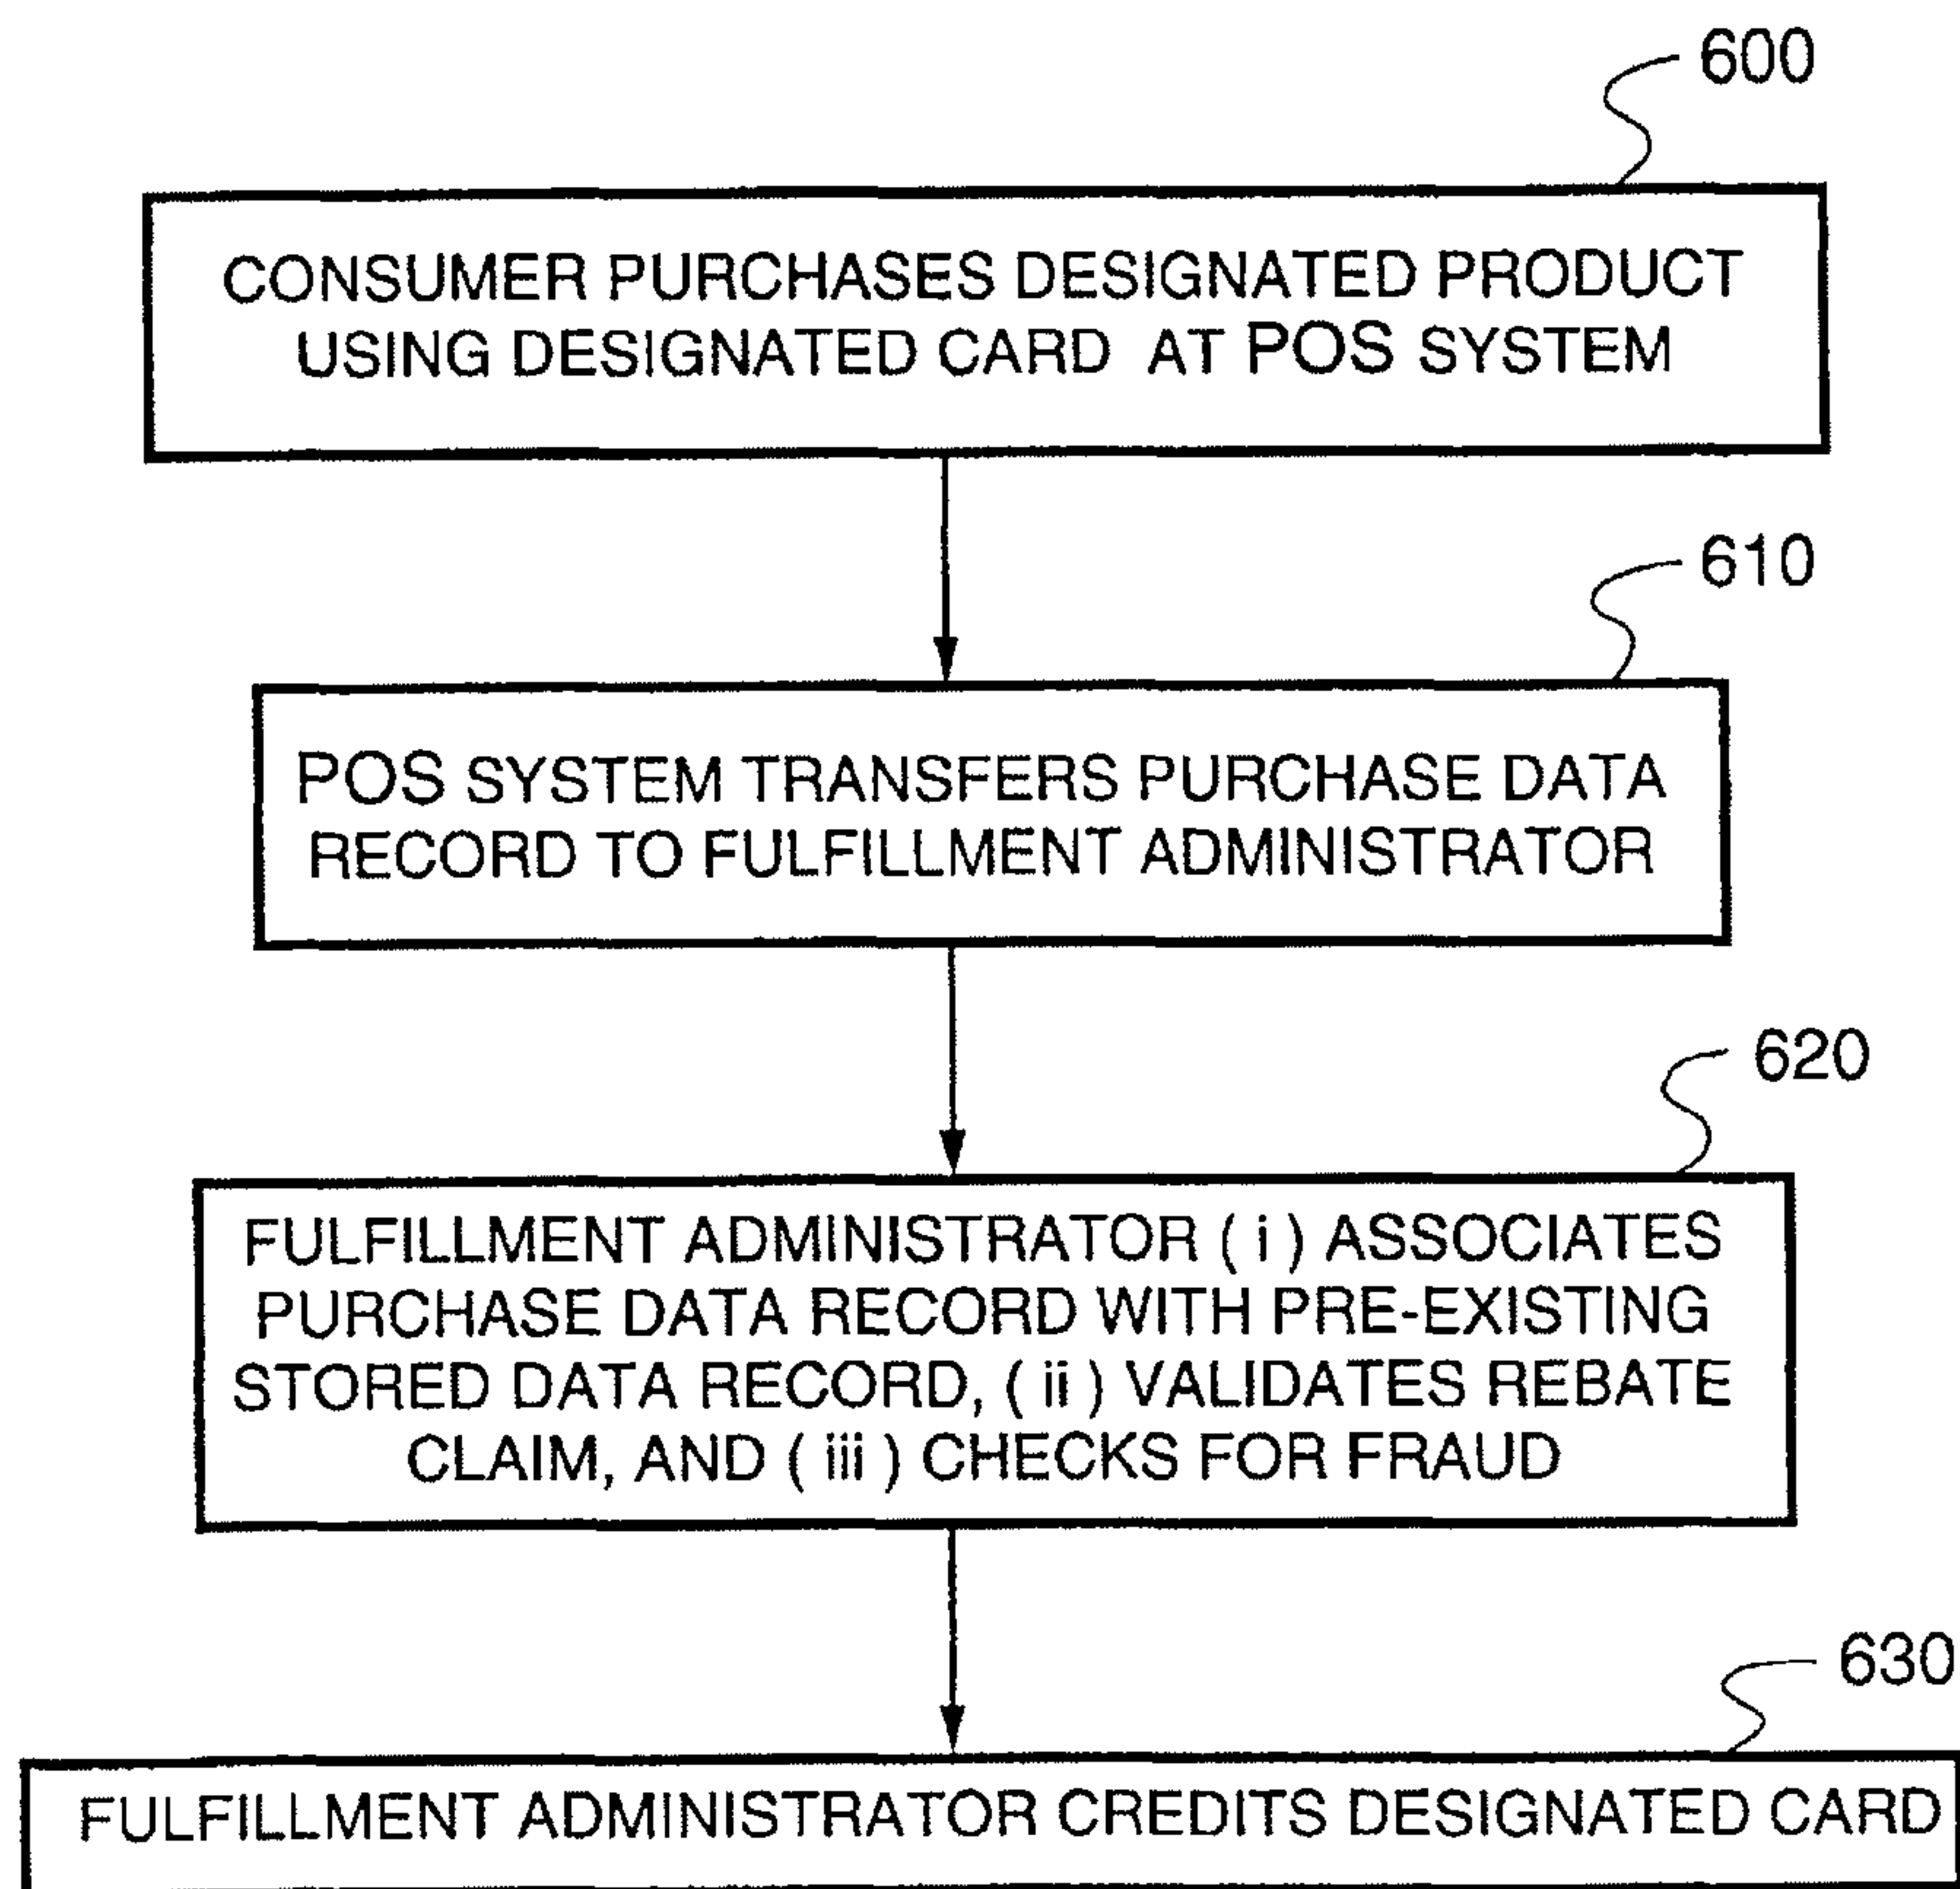 600
CONSUMER PURCHASES DESIGNATED PRODUCT
USING DESIGNATED CARD AT POS SYSTEM
610
POS SYSTEM TRANSFERS PURCHASE DATA
RECORD TO FULFILLMENT ADMINISTRATOR
620
FULFILLMENT ADMINISTRATOR ( i ) ASSOCIATES
PURCHASE DATA RECORD WITH PRE-EXISTING
STORED DATA RECORD, ( ii ) VALIDATES REBATE
CLAIM, AND ( iii ) CHECKS FOR FRAUD
630
FULFILLMENT ADMINISTRATOR CREDITS DESIGNATED CARD